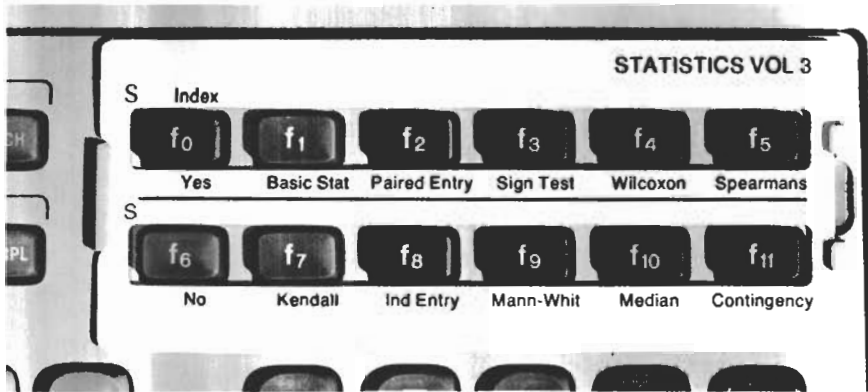 STATISTICS VOL 3
S Index
f0 f1 f2 f3 f4 f5
Yes Basic Stat Paired Entry Sign Test Wilcoxon Spearmans
S
f6 f7 f8 f9 f10 f11
No Kendall Ind Entry Mann-Whit Median Contingency